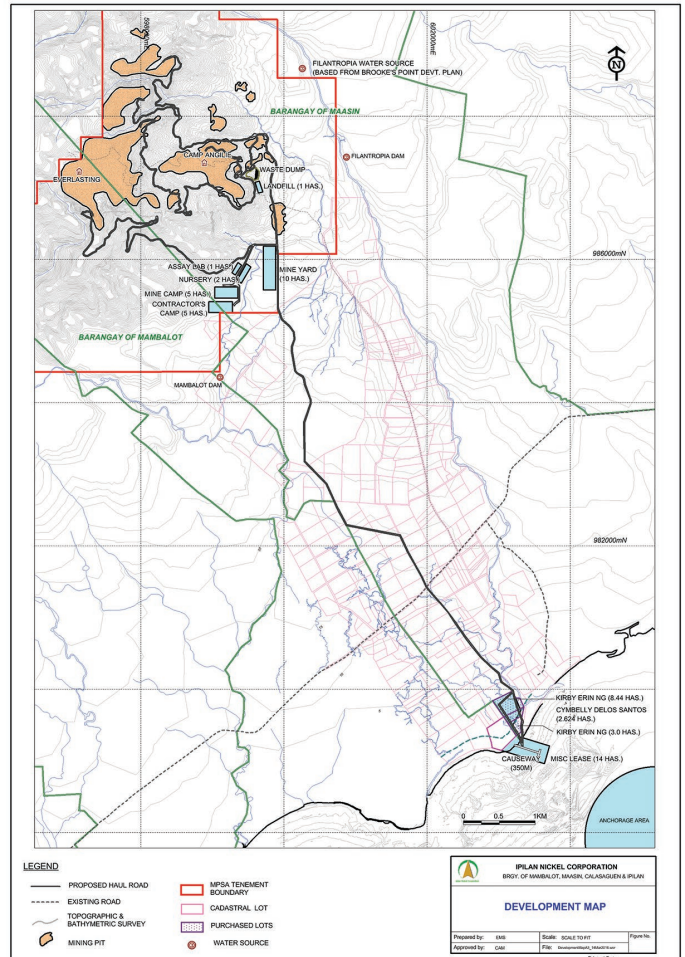 598000mE
602000mE
N
FILANTROPIA WATER SOURCE
(BASED FROM BROOKE'S POINT DEVT. PLAN)
BARANGAY OF MAASIN
FILANTROPIA DAM
CAMP ANGILIE
WASTE DUMP
EVERLASTING
LANDFILL (1 HAS.)
986000mN
ASSAY LAB (1 HAS.)
MINE YARD
(10 HAS.)
NURSERY (2 HAS
MINE CAMP (5 HAS.)
CONTRACTOR'S
CAMP (5 HAS.)
BARANGAY OF MAMBALOT
MAMBALOT DAM
982000mN
KIRBY ERIN NG (8.44 HAS.)
CYMBELLY DELOS SANTOS
(2.624 HAS.)
KIRBY ERIN NG (3.0 HAS.)
CAUSEWAY
(350M)
MISC LEASE (14 HAS.)
0 0.5 1KM
ANCHORAGE AREA
LEGEND
PROPOSED HAUL ROAD
EXISTING ROAD
TOPOGRAPHIC &
BATHYMETRIC SURVEY
MINING PIT
MPSA TENEMENT
BOUNDARY
CADASTRAL LOT
PURCHASED LOTS
WATER SOURCE
IPILAN NICKEL CORPORATION
BRGY. OF MAMBALOT, MAASIN, CALASAGUEN & IPILAN
DEVELOPMENT MAP
Prepared by: EMS
Scale: SCALE TO FIT
Figure No.
Approved by: CAM
File: